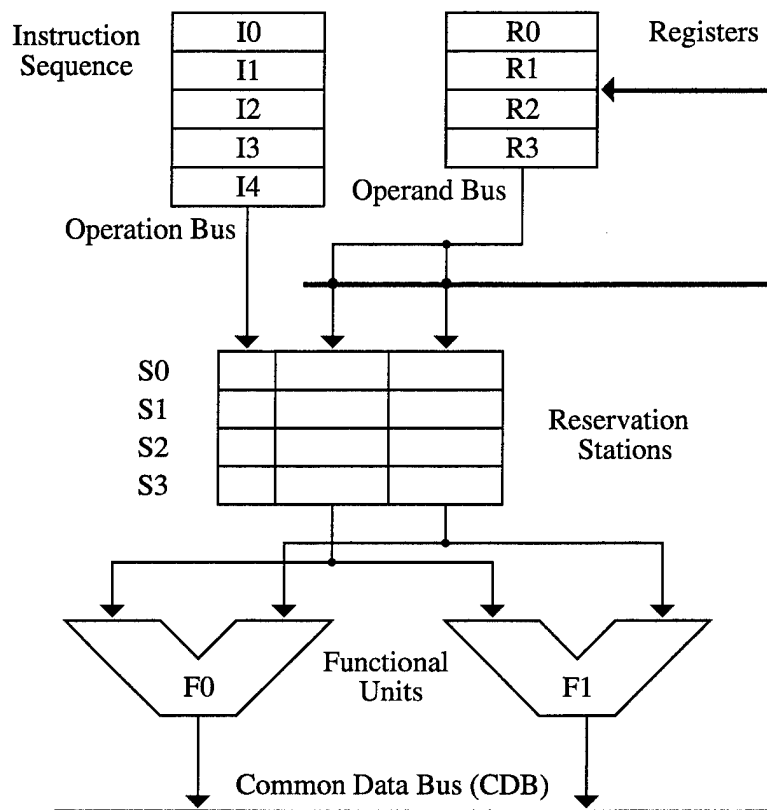 Instruction
Sequence
I0
I1
I2
I3
I4
R0
R1
R2
R3
Registers
Operand Bus
Operation Bus
S0
S1
S2
S3
Reservation
Stations
F0
Functional
Units
F1
Common Data Bus (CDB)